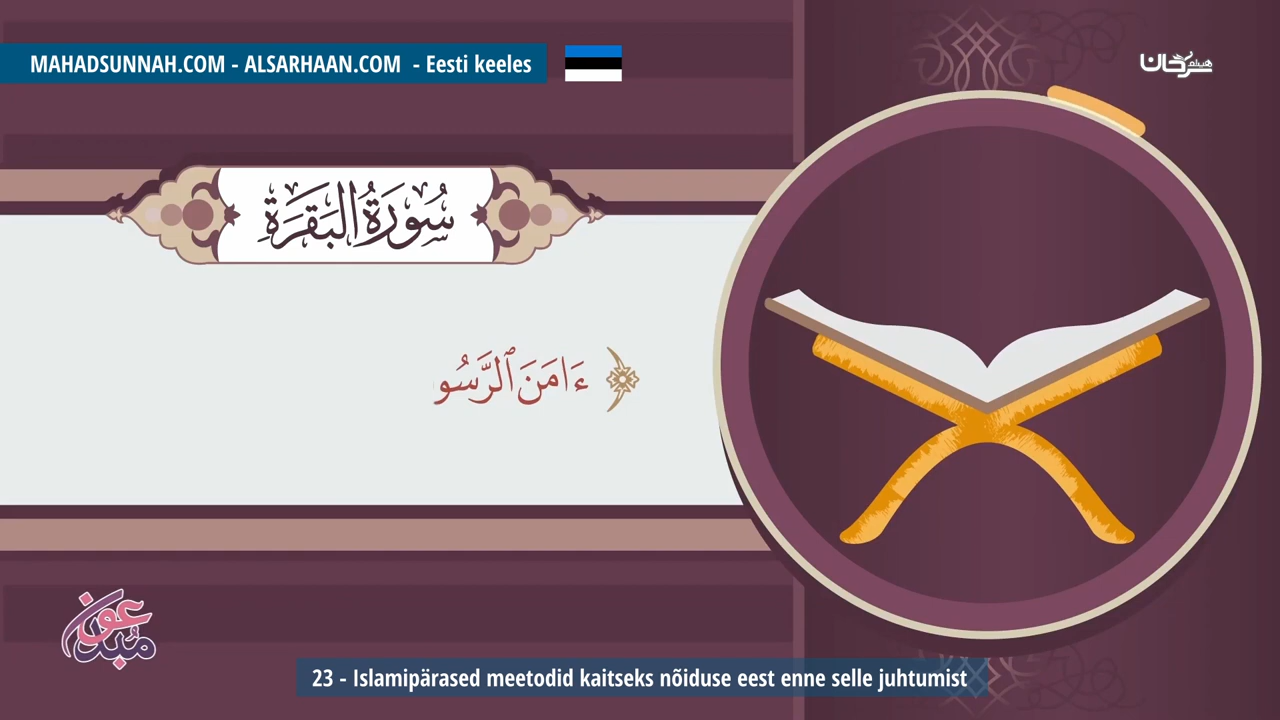 MAHADSUNNAH.COM - ALSARHAAN.COM - Eesti keeles
سُورَةُ البَقَرَةِ
﴿ ءَامَنَ ٱلرَّسُو
23 - Islamipärased meetodid kaitseks nõiduse eest enne selle juhtumist